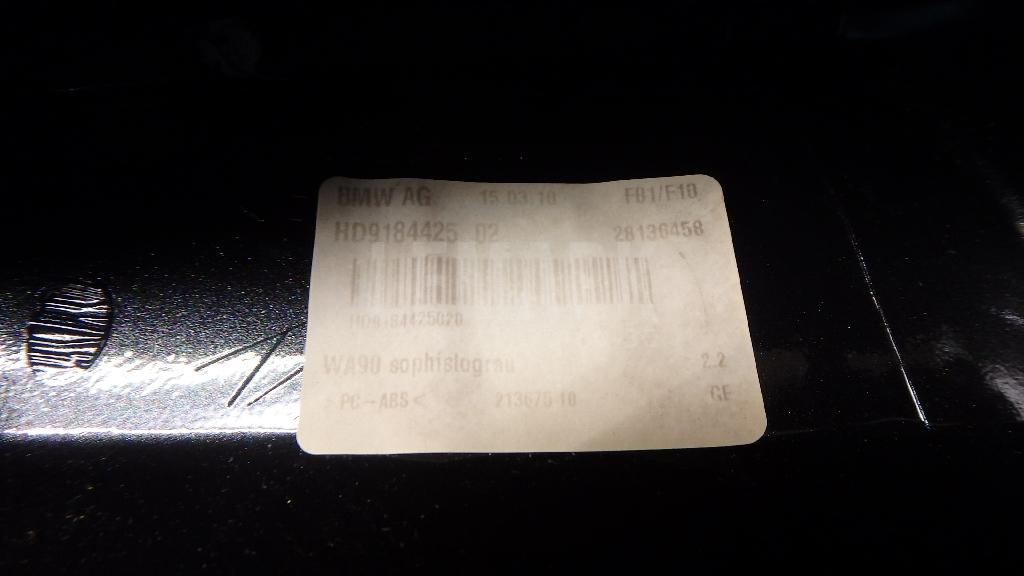 BMW AG 15.03.10 F01/F10
HD9184425 02 28136458
HD9184425020
WA90 sophistograu 2.2
>PC-ABS< 213676 10 GE